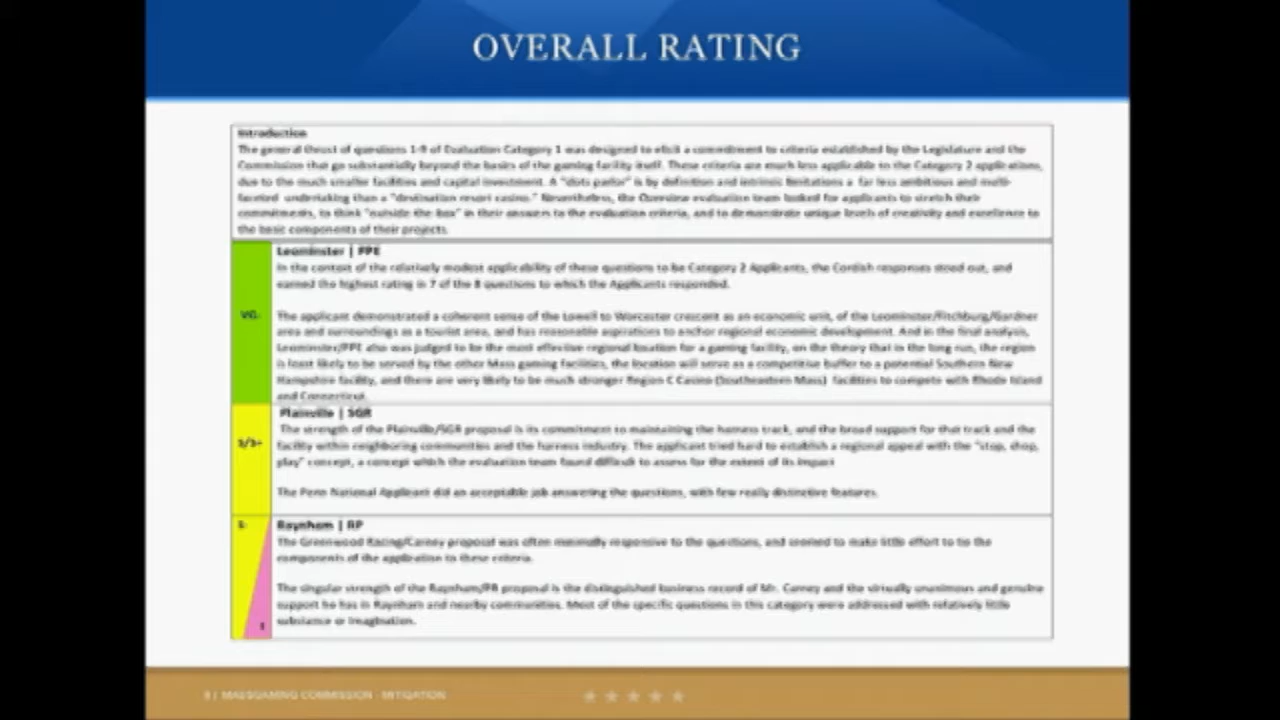 OVERALL RATING
Introduction
The general thrust of questions 1-9 of Evaluation Category 1 was designed to elicit a commitment to criteria established by the Legislature and the
Commission that go substantially beyond the basics of the gaming facility itself. These criteria are much less applicable to the Category 2 applications,
due to the much smaller facilities and capital investment. A "slots parlor" is by definition and intrinsic limitations a far less ambitious and multi-
faceted undertaking than a "destination resort casino." Nevertheless, the Overview evaluation team looked for applicants to stretch their
commitments, to think "outside the box" in their answers to the evaluation criteria, and to demonstrate unique levels of creativity and excellence to
the basic components of their projects.
Leominster | PPE
In the context of the relatively modest applicability of these questions to be Category 2 Applicants, the Cordish responses stood out, and
earned the highest rating in 7 of the 8 questions to which the Applicants responded.
VG-
The applicant demonstrated a coherent sense of the Lowell to Worcester crescent as an economic unit, of the Leominster/Fitchburg/Gardner
area and surroundings as a tourist area, and has reasonable aspirations to anchor regional economic development. And in the final analysis,
Leominster/PPE also was judged to be the most effective regional location for a gaming facility, on the theory that in the long run, the region
is least likely to be served by the other Mass gaming facilities, the location will serve as a competitive buffer to a potential Southern New
Hampshire facility, and there are very likely to be much stronger Region C Casino (Southeastern Mass) facilities to compete with Rhode Island
and Connecticut.
Plainville | SGR
The strength of the Plainville/SGR proposal is its commitment to maintaining the harness track, and the broad support for that track and the
S/S+
facility within neighboring communities and the harness industry. The applicant tried hard to establish a regional appeal with the "stop, shop,
play" concept, a concept which the evaluation team found difficult to assess for the extent of its impact
The Penn National Applicant did an acceptable job answering the questions, with few really distinctive features.
S-
Raynham | RP
The Greenwood Racing/Carney proposal was often minimally responsive to the questions, and seemed to make little effort to tie the
components of the application to these criteria.
The singular strength of the Raynham/PR proposal is the distinguished business record of Mr. Carney and the virtually unanimous and genuine
support he has in Raynham and nearby communities. Most of the specific questions in this category were addressed with relatively little
substance or imagination.
I
MASSGAMING COMMISSION - MITIGATION